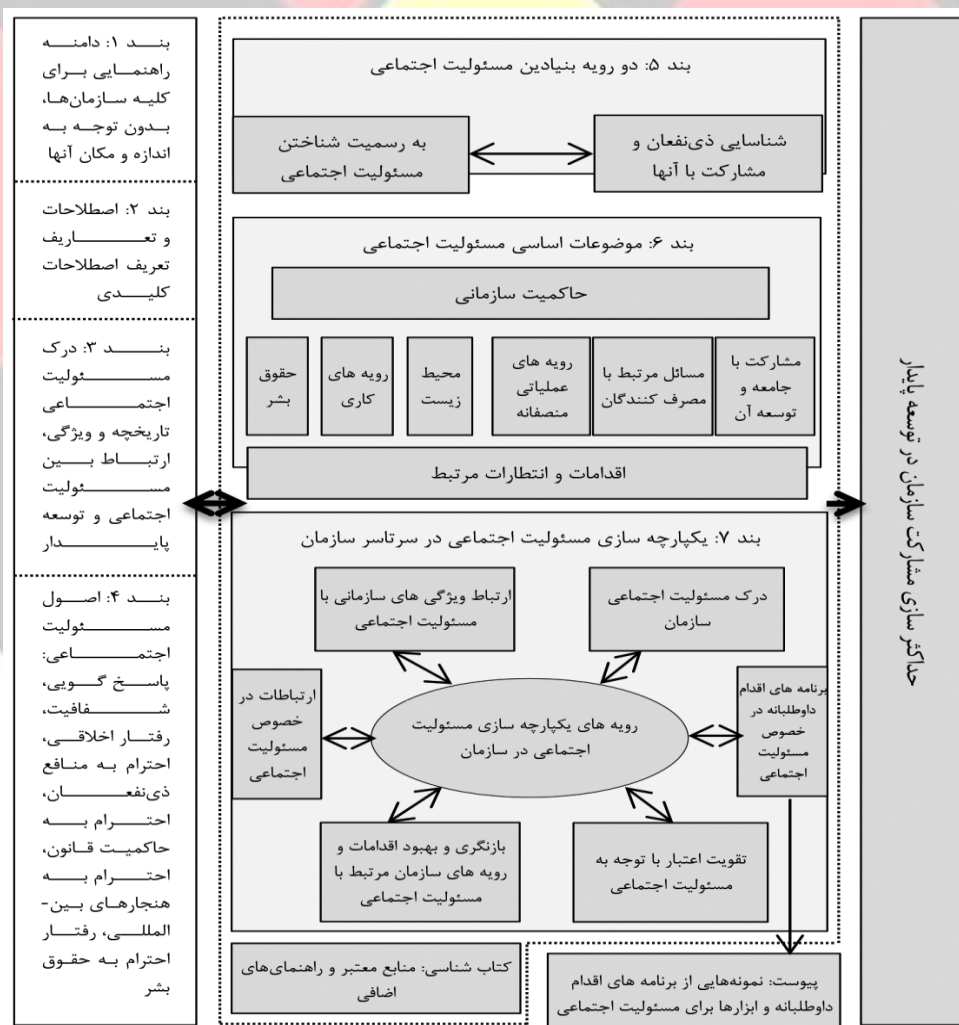 بند ۱: دامنه
راهنمایی برای
کلیه سازمان‌ها،
بدون توجه به
اندازه و مکان آنها
بند ۲: اصطلاحات
و تعاریف
تعریف اصطلاحات
کلیدی
بند ۳: درک
مسئولیت
اجتماعی
تاریخچه و ویژگی،
ارتباط بین
مسئولیت
اجتماعی و توسعه
پایدار
بند ۴: اصول
مسئولیت
اجتماعی:
پاسخ گویی،
شفافیت،
رفتار اخلاقی،
احترام به منافع
ذی‌نفعان،
احترام به
حاکمیت قانون،
احترام به
هنجارهای بین-
المللی، رفتار
احترام به حقوق
بشر
بند ۵: دو رویه بنیادین مسئولیت اجتماعی
شناسایی ذی‌نفعان و
مشارکت با آنها
به رسمیت شناختن
مسئولیت اجتماعی
بند ۶: موضوعات اساسی مسئولیت اجتماعی
حاکمیت سازمانی
مشارکت با
جامعه و
توسعه آن
مسائل مرتبط با
مصرف کنندگان
رویه های
عملیاتی
منصفانه
محیط
زیست
رویه های
کاری
حقوق
بشر
اقدامات و انتظارات مرتبط
بند ۷: یکپارچه سازی مسئولیت اجتماعی در سرتاسر سازمان
درک مسئولیت اجتماعی
سازمان
ارتباط ویژگی های سازمانی با
مسئولیت اجتماعی
برنامه های اقدام
داوطلبانه در
خصوص
مسئولیت
اجتماعی
رویه های یکپارچه سازی مسئولیت
اجتماعی در سازمان
ارتباطات در
خصوص
مسئولیت
اجتماعی
تقویت اعتبار با توجه به
مسئولیت اجتماعی
بازنگری و بهبود اقدامات و
رویه های سازمان مرتبط با
مسئولیت اجتماعی
کتاب شناسی: منابع معتبر و راهنمای‌های
اضافی
پیوست: نمونه‌هایی از برنامه های اقدام
داوطلبانه و ابزارها برای مسئولیت اجتماعی
حداکثر سازی مشارکت سازمان در توسعه پایدار